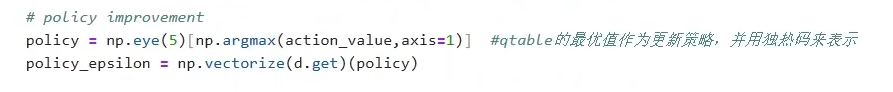 # policy improvement
policy = np.eye(5)[np.argmax(action_value,axis=1)]  #qtable的最优值作为更新策略，并用独热码来表示
policy_epsilon = np.vectorize(d.get)(policy)